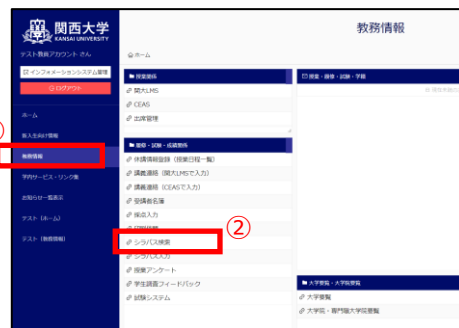 関西大学
KANSAI UNIVERSITY
教務情報
テスト教員アカウント さん
ホーム
インフォメーションシステム管理
ログアウト
授業関係
授業・履修・試験・学籍
関大LMS
CEAS
出席管理
ホーム
新入生向け情報
教務情報
学内サービス・リンク集
お知らせ一覧表示
テスト（ホーム）
テスト（教務情報）
履修・試験・成績関係
休講情報登録（授業日程一覧）
講義連絡（関大LMSで入力）
講義連絡（CEASで入力）
受講者名簿
採点入力
②
シラバス検索
シラバス入力
授業アンケート
学生調査フィードバック
試験システム
大学要覧・大学院要覧
大学要覧
大学院・専門職大学院要覧